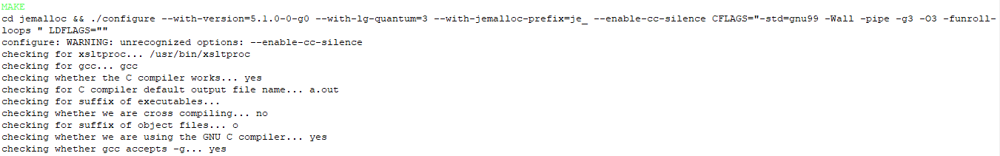 MAKE
cd jemalloc && ./configure --with-version=5.1.0-0-g0 --with-lg-quantum=3 --with-jemalloc-prefix=je_ --enable-cc-silence CFLAGS="-std=gnu99 -Wall -pipe -g3 -O3 -funroll-
loops " LDFLAGS=""
configure: WARNING: unrecognized options: --enable-cc-silence
checking for xsltproc... /usr/bin/xsltproc
checking for gcc... gcc
checking whether the C compiler works... yes
checking for C compiler default output file name... a.out
checking for suffix of executables...
checking whether we are cross compiling... no
checking for suffix of object files... o
checking whether we are using the GNU C compiler... yes
checking whether gcc accepts -g... yes